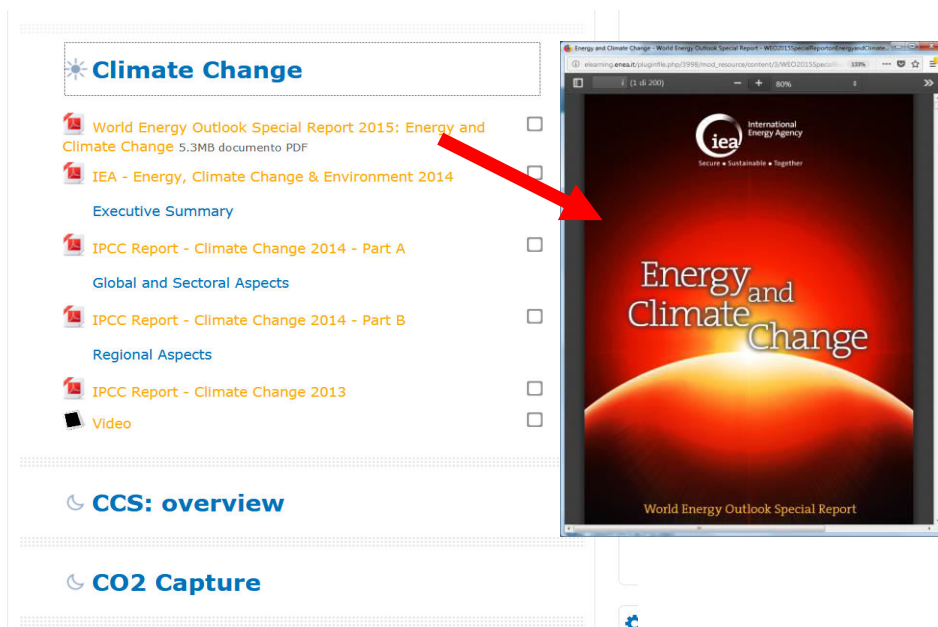 Climate Change
World Energy Outlook Special Report 2015: Energy and
Climate Change 5.3MB documento PDF
IEA - Energy, Climate Change & Environment 2014
Executive Summary
IPCC Report - Climate Change 2014 - Part A
Global and Sectoral Aspects
IPCC Report - Climate Change 2014 - Part B
Regional Aspects
IPCC Report - Climate Change 2013
Video
CCS: overview
CO2 Capture
Energy and Climate Change - World Energy Outlook Special Report - WEO2015SpecialReportonEnergyandClimate
elearning.enea.it/pluginfile.php/3998/mod_resource/content/3/WEO2015Special
133%
(1 di 200)
80%
iea
International
Energy Agency
Secure • Sustainable • Together
Energy
and
Climate
Change
World Energy Outlook Special Report